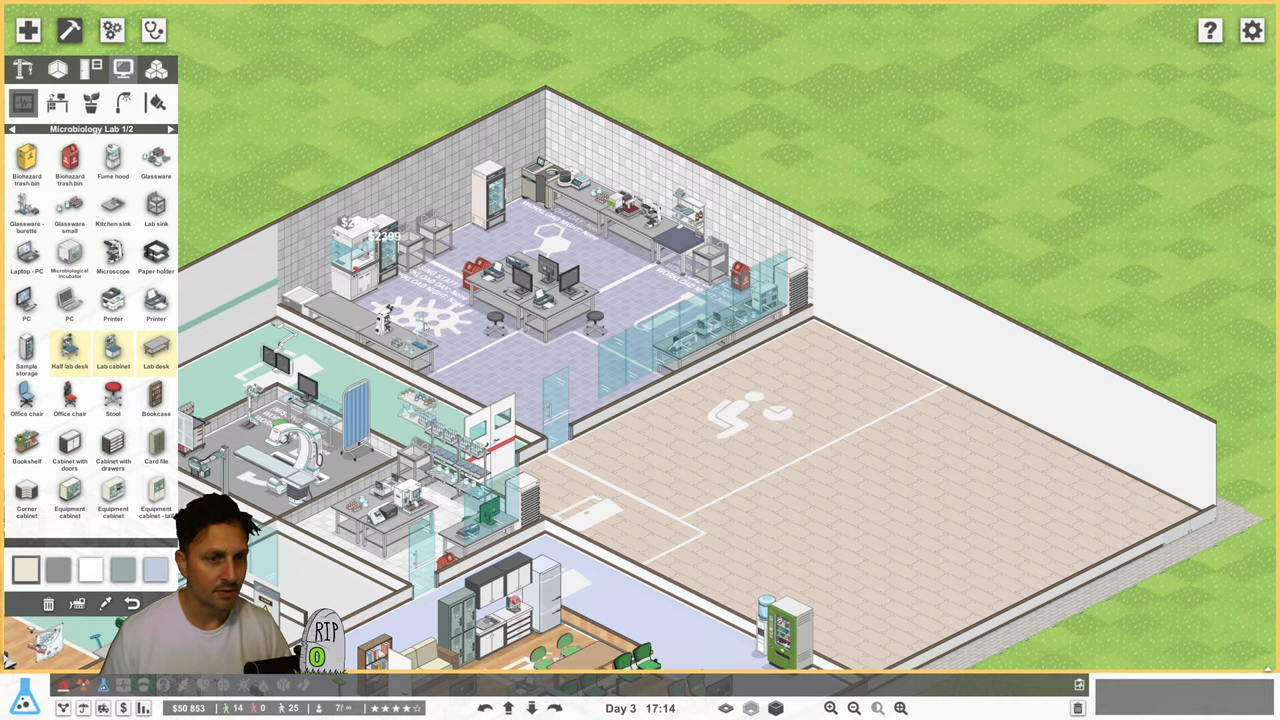 ?
Microbiology Lab 1/2
Biohazard trash bin
Biohazard trash bin
Fume hood
Glassware
Glassware - burette
Glassware small
Kitchen sink
Lab sink
Laptop - PC
Microbiological incubator
Microscope
Paper holder
PC
PC
Printer
Printer
Sample storage
Half lab desk
Lab cabinet
Lab desk
Office chair
Office chair
Stool
Bookcase
Bookshelf
Cabinet with doors
Cabinet with drawers
Card file
Corner cabinet
Equipment cabinet
Equipment cabinet
$2399
RIP
0
$50 853
14
0
25
7/ ∞
Day 3 17:14